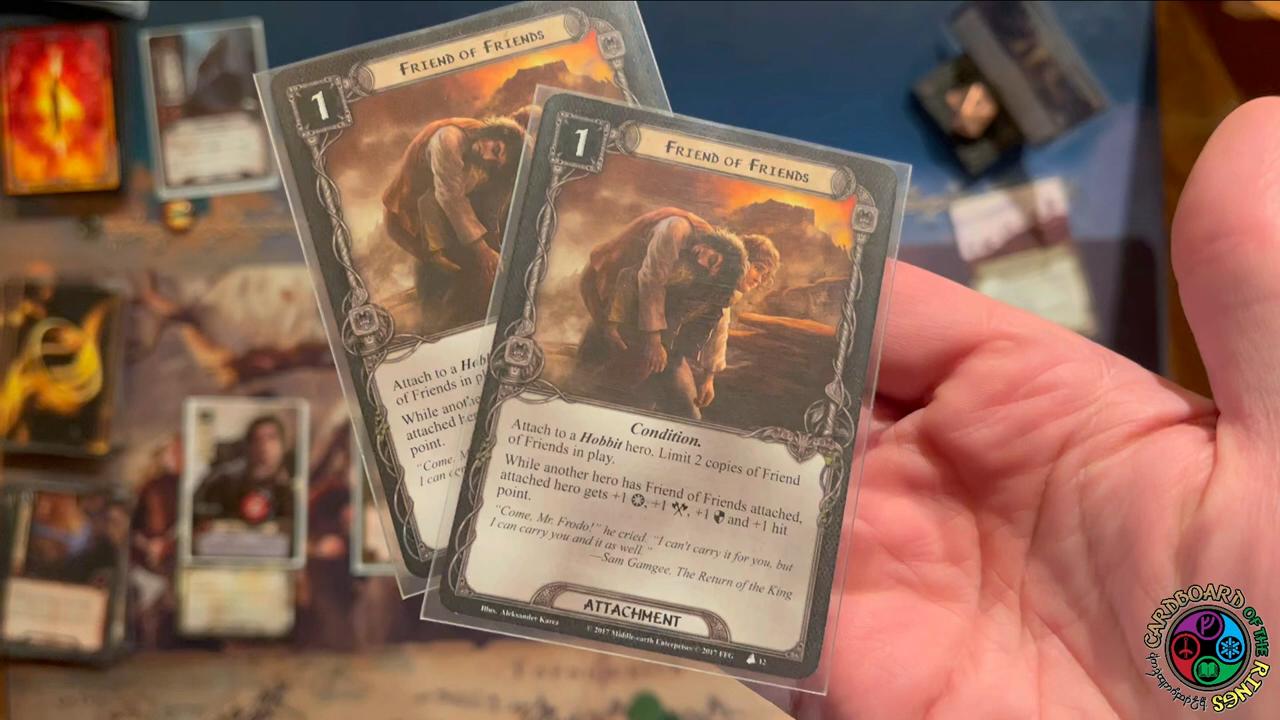 FRIEND OF FRIENDS
1
Attach to a Hobbit
of Friends in pl
While another
attached hero
point.
"Come, M
I can c
FRIEND OF FRIENDS
1
Condition.
Attach to a Hobbit hero. Limit 2 copies of Friend
of Friends in play.
While another hero has Friend of Friends attached,
attached hero gets +1 , +1 , +1 and +1 hit
point.
"Come, Mr. Frodo!" he cried. "I can't carry it for you, but
I can carry you and it as well."
—Sam Gamgee, The Return of the King
ATTACHMENT
Illus. Aleksander Karcz
© 2017 Middle-earth Enterprises © 2017 FFG 12
CARDBOARD OF THE RINGS